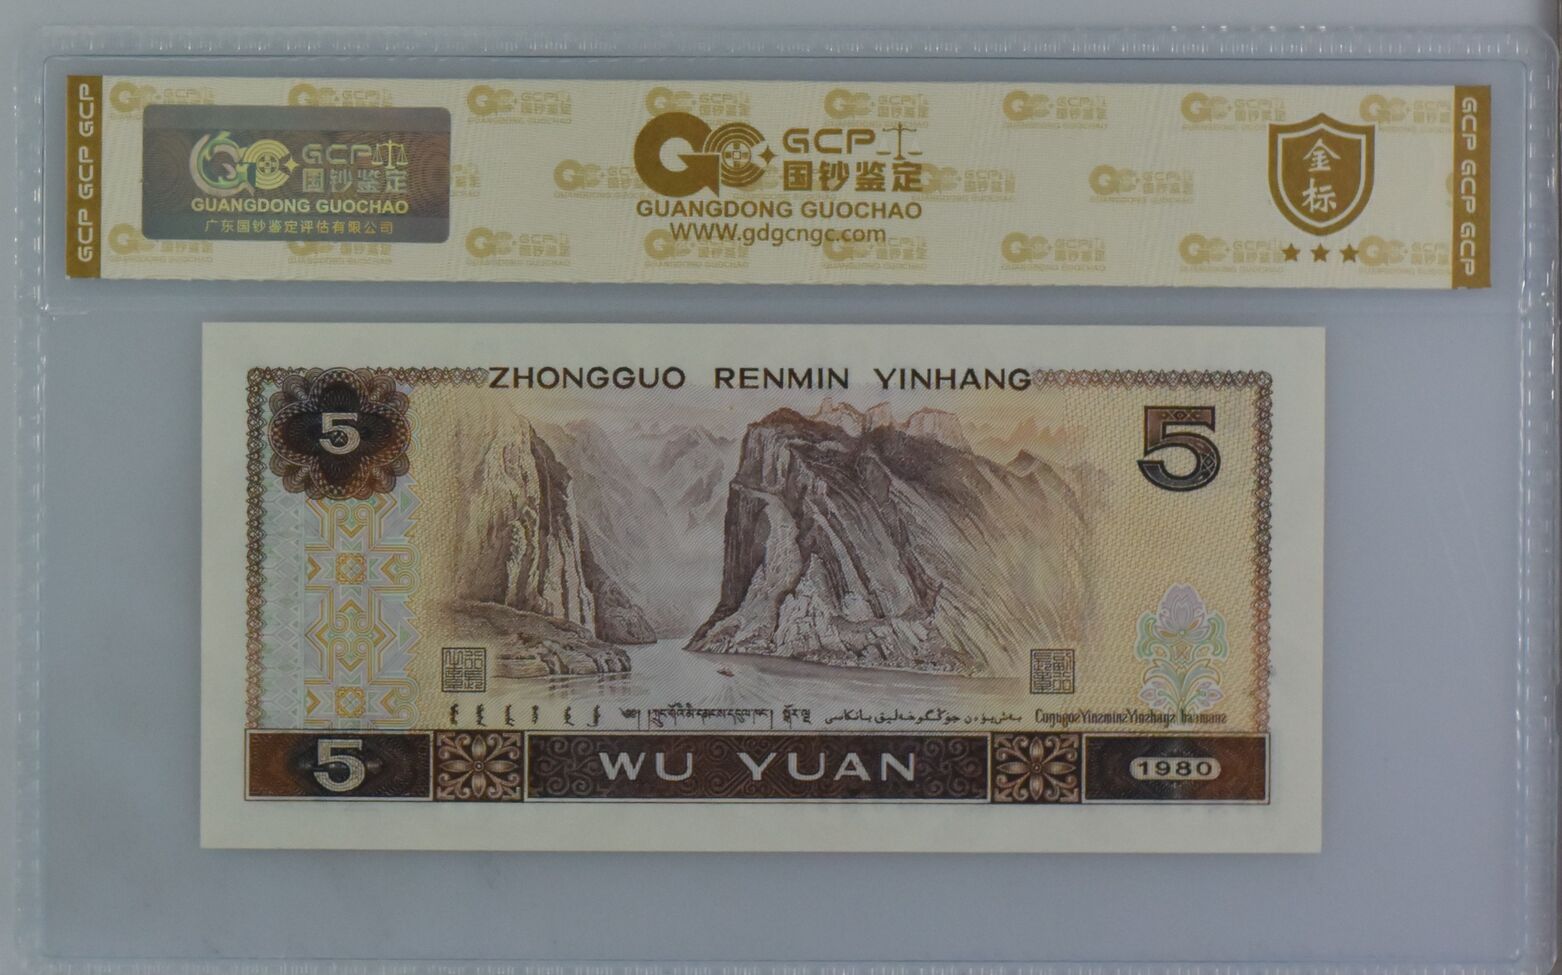 GCP GCP GCP
GCP
国钞鉴定
GUANGDONG GUOCHAO
广东国钞鉴定评估有限公司
GCP
国钞鉴定
GUANGDONG GUOCHAO
WWW.gdgcngc.com
金
标
GCP GCP GCP
ZHONGGUO RENMIN YINHANG
5
5
5
WU YUAN
1980